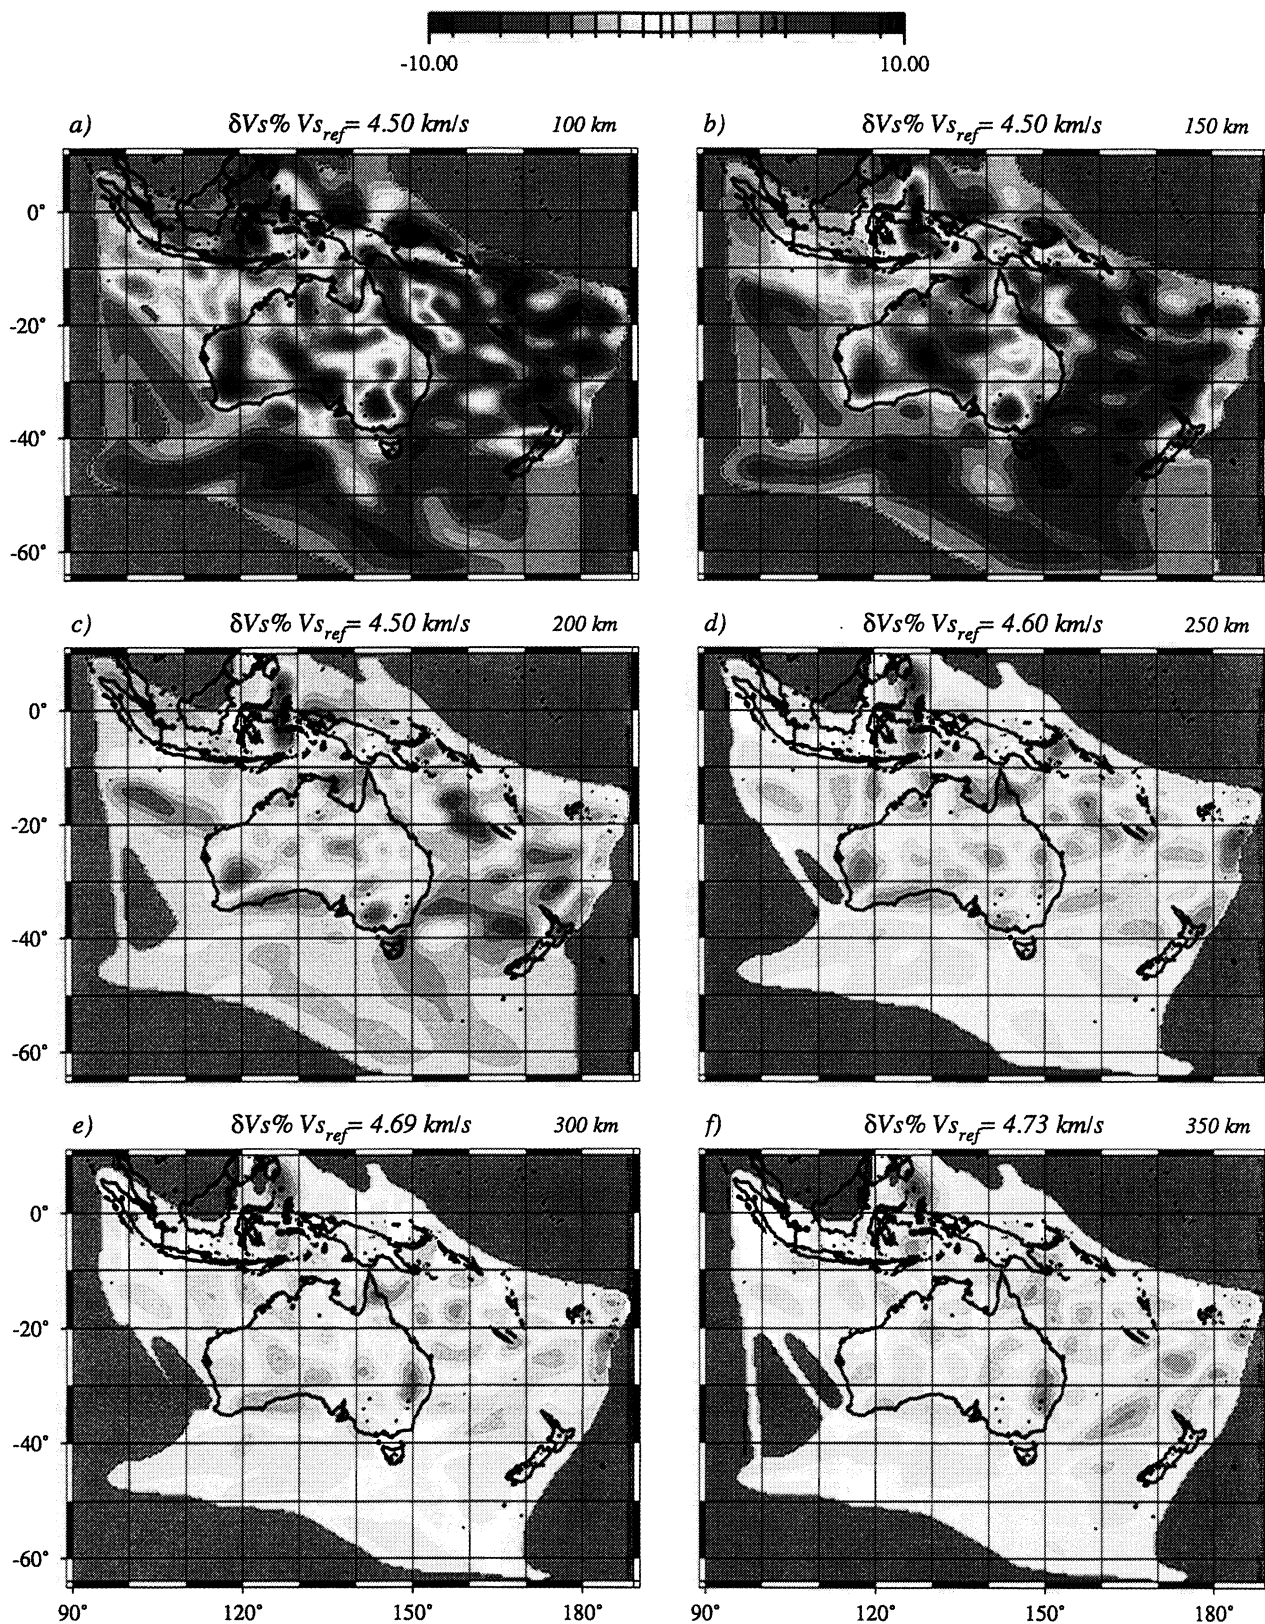 -10.00 10.00
a) δVs% Vs_ref= 4.50 km/s 100 km
b) δVs% Vs_ref= 4.50 km/s 150 km
0°
-20°
-40°
-60°
c) δVs% Vs_ref= 4.50 km/s 200 km
d) δVs% Vs_ref= 4.60 km/s 250 km
0°
-20°
-40°
-60°
e) δVs% Vs_ref= 4.69 km/s 300 km
f) δVs% Vs_ref= 4.73 km/s 350 km
0°
-20°
-40°
-60°
90° 120° 150° 180° 90° 120° 150° 180°